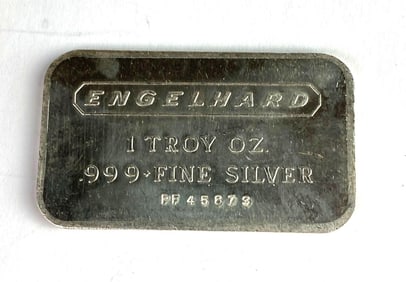 ENGELHARD
1 TROY OZ.
.999+FINE SILVER
PF45673